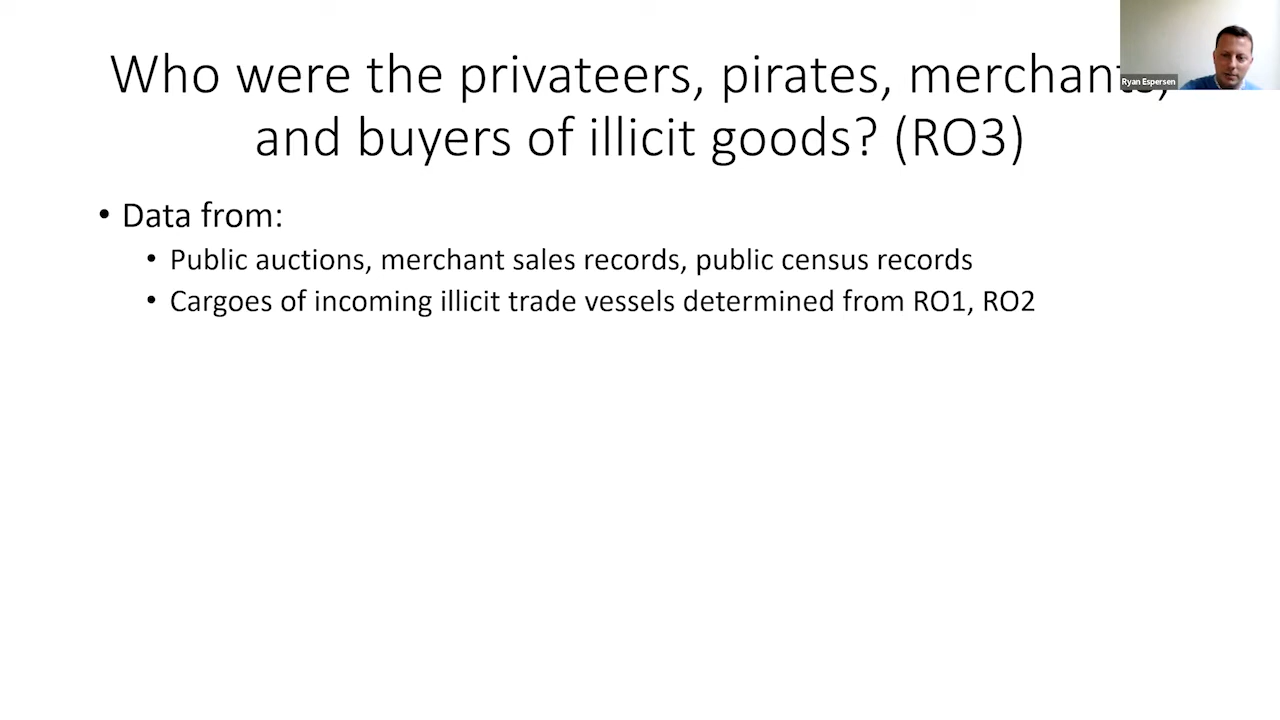 Who were the privateers, pirates, merchants,
and buyers of illicit goods? (RO3)
Ryan Espersen
• Data from:
• Public auctions, merchant sales records, public census records
• Cargoes of incoming illicit trade vessels determined from RO1, RO2